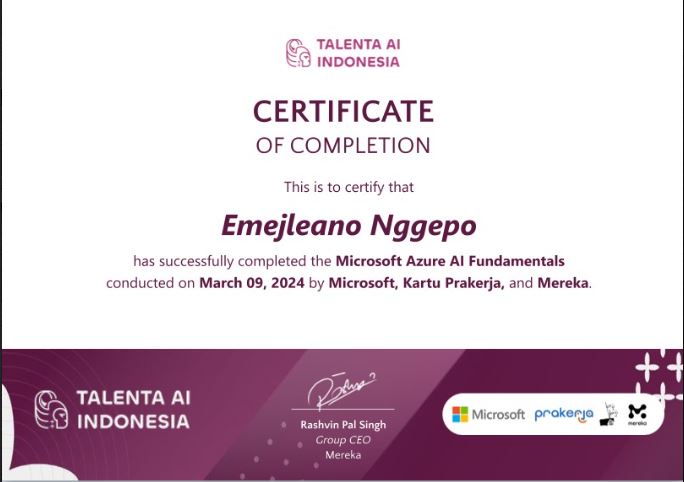 TALENTA AI
INDONESIA
CERTIFICATE
OF COMPLETION
This is to certify that
Emejleano Nggepo
has successfully completed the Microsoft Azure AI Fundamentals
conducted on March 09, 2024 by Microsoft, Kartu Prakerja, and Mereka.
TALENTA AI
INDONESIA
Rashvin Pal Singh
Group CEO
Mereka
Microsoft prakerja mereka